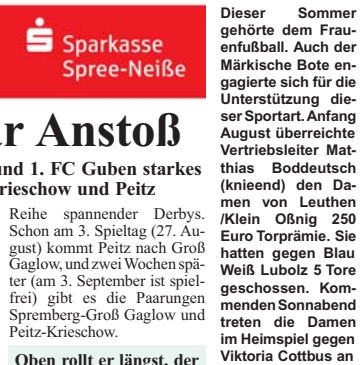 Sparkasse
Spree-Neiße
r Anstoß
und 1. FC Guben starkes
rieschow und Peitz
Reihe spannender Derbys.
Schon am 3. Spieltag (27. Au-
gust) kommt Peitz nach Groß
Gaglow, und zwei Wochen spä-
ter (am 3. September ist spiel-
frei) gibt es die Paarungen
Spremberg-Groß Gaglow und
Peitz-Krieschow.
Oben rollt er längst, der
Dieser Sommer
gehörte dem Frau-
enfußball. Auch der
Märkische Bote en-
gagierte sich für die
Unterstützung die-
ser Sportart. Anfang
August überreichte
Vertriebsleiter Mat-
thias Boddeutsch
(knieend) den Da-
men von Leuthen
/Klein Oßnig 250
Euro Torprämie. Sie
hatten gegen Blau
Weiß Lubolz 5 Tore
geschossen. Kom-
menden Sonnabend
treten die Damen
im Heimspiel gegen
Viktoria Cottbus an